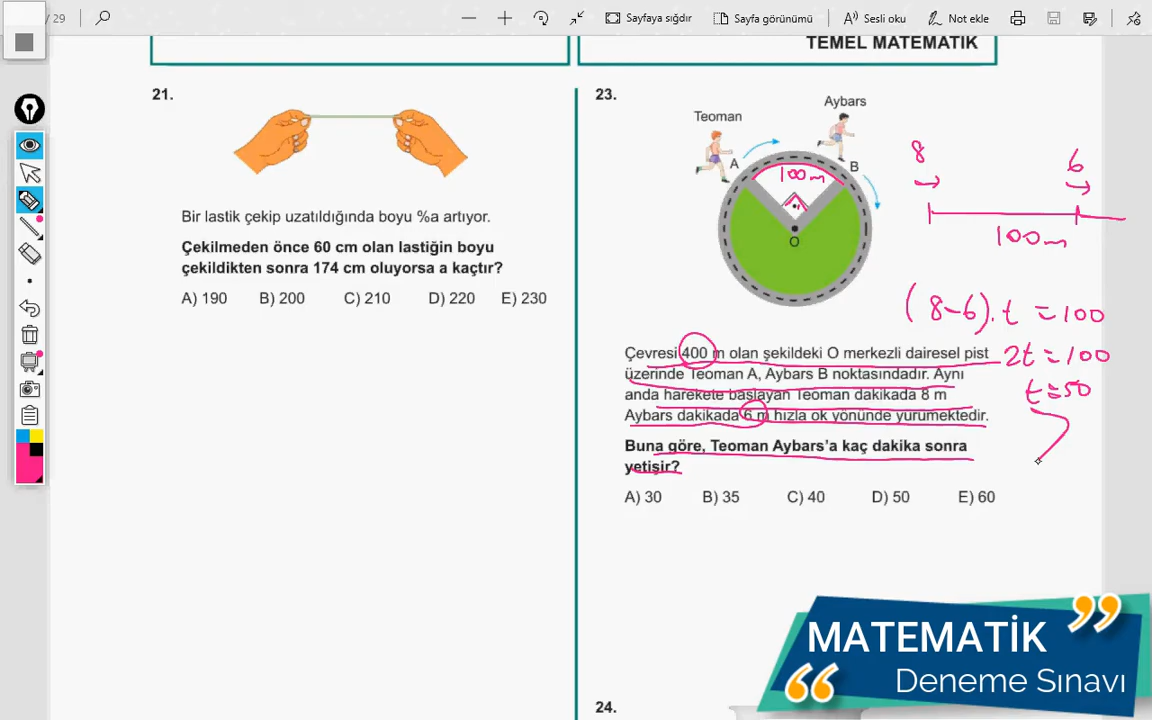 / 29
Sayfaya sığdır
Sayfa görünümü
Sesli oku
Not ekle
TEMEL MATEMATİK
21.
Bir lastik çekip uzatıldığında boyu %a artıyor.
Çekilmeden önce 60 cm olan lastiğin boyu
çekildikten sonra 174 cm oluyorsa a kaçtır?
A) 190 B) 200 C) 210 D) 220 E) 230
23.
Teoman
Aybars
A
B
100m
O
8
6
100m
(8-6).t =100
2t =100
t=50
Çevresi 400 m olan şekildeki O merkezli dairesel pist
üzerinde Teoman A, Aybars B noktasındadır. Aynı
anda harekete başlayan Teoman dakikada 8 m
Aybars dakikada 6 m hızla ok yönünde yürümektedir.
Buna göre, Teoman Aybars'a kaç dakika sonra
yetişir?
A) 30 B) 35 C) 40 D) 50 E) 60
24.
MATEMATİK
Deneme Sınavı